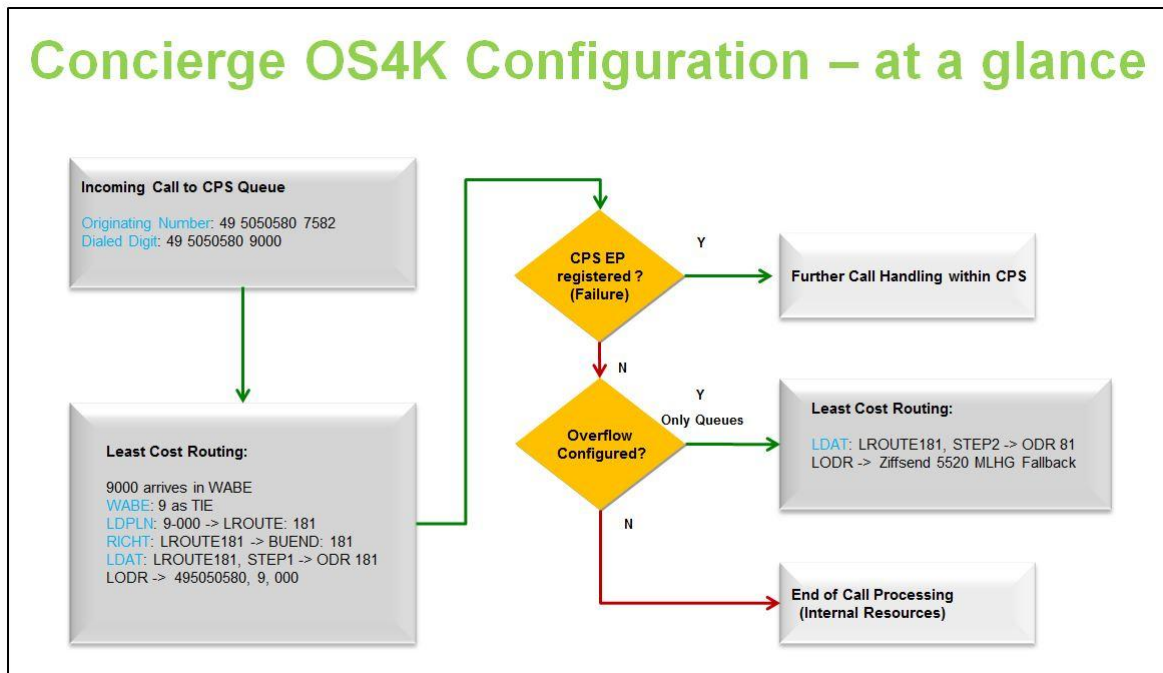 Concierge OS4K Configuration – at a glance
Incoming Call to CPS Queue
Originating Number: 49 5050580 7582
Dialed Digit: 49 5050580 9000
Least Cost Routing:
9000 arrives in WABE
WABE: 9 as TIE
LDPLN: 9-000 -> LROUTE: 181
RICHT: LROUTE181 -> BUEND: 181
LDAT: LROUTE181, STEP1 -> ODR 181
LODR -> 495050580, 9, 000
CPS EP
registered ?
(Failure)
Y
Further Call Handling within CPS
N
Overflow
Configured?
Y
Only Queues
Least Cost Routing:
LDAT: LROUTE181, STEP2 -> ODR 81
LODR -> Ziffsend 5520 MLHG Fallback
N
End of Call Processing
(Internal Resources)